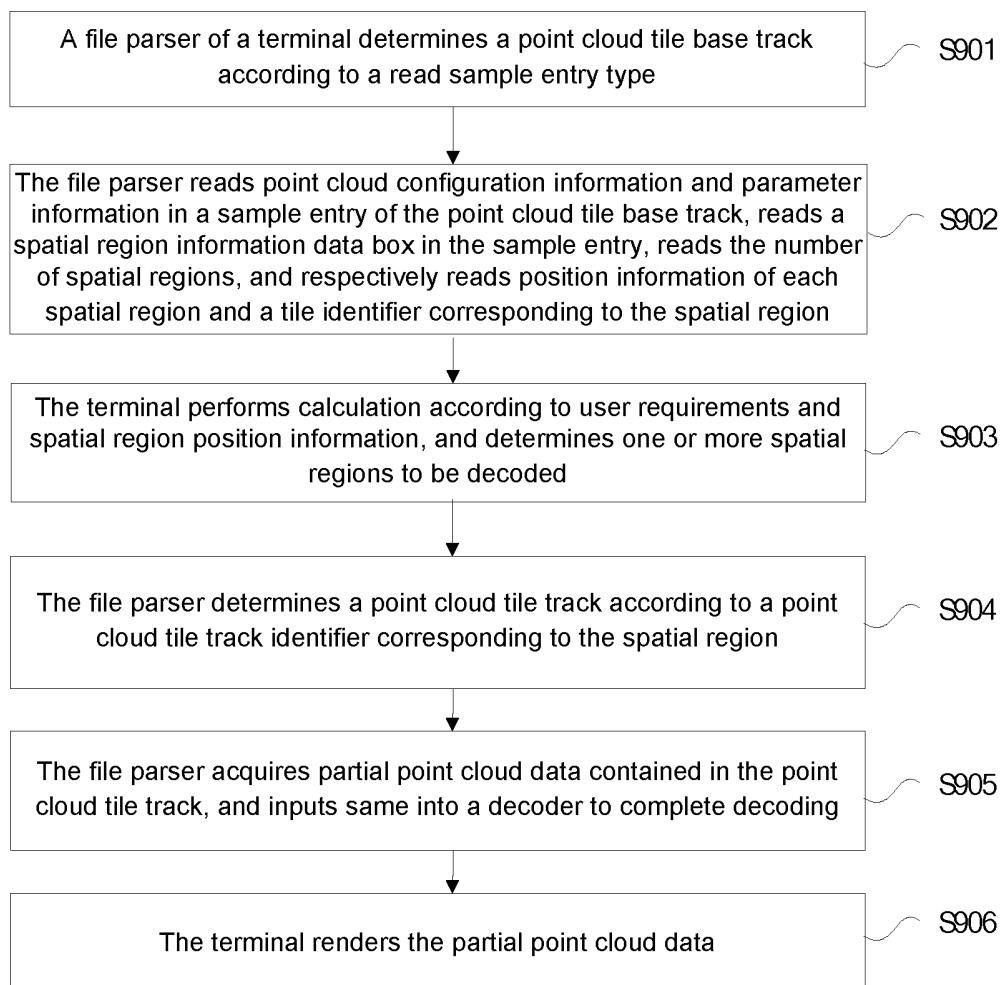 A file parser of a terminal determines a point cloud tile base track
according to a read sample entry type
S901
The file parser reads point cloud configuration information and parameter
information in a sample entry of the point cloud tile base track, reads a
spatial region information data box in the sample entry, reads the number
of spatial regions, and respectively reads position information of each
spatial region and a tile identifier corresponding to the spatial region
S902
The terminal performs calculation according to user requirements and
spatial region position information, and determines one or more spatial
regions to be decoded
S903
The file parser determines a point cloud tile track according to a point
cloud tile track identifier corresponding to the spatial region
S904
The file parser acquires partial point cloud data contained in the point
cloud tile track, and inputs same into a decoder to complete decoding
S905
The terminal renders the partial point cloud data
S906